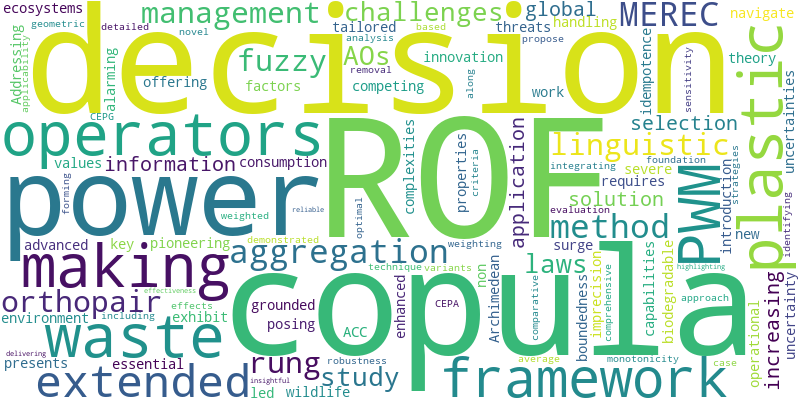 ecosystems
management
challenges
global
MEREC
geometric
detailed
novel
tailored
analysis
based
threats
handling
navigate
decision
Addressing
applicability
alarming
offering
fuzzy
factors
AOs
removal
innovation
competing
along
propose
work
idempotence
sensitivity
theory
plastic
uncertainties
CEPG
operators
ROF
values
information
consumption
complexities
properties
criteria
application
linguistic
selection
integrating
foundation
severe
requires
introduction
strategies
power
forming
weighted
reliable
optimal
solution
method
evaluation
PWM
new
identifying
advanced
key
pioneering
demonstrated
aggregation
weighting
surge
making
effectiveness
technique
variants
laws
non
imprecision
capabilities
biodegradable
highlighting
approach
orthopair
effects
grounded
enhanced
CEPA
Archimedean
comparative
boundedness
comprehensive
operational
increasing
uncertainty
environment
including
exhibit
posing
ACC
copula
waste
presents
essential
rung
robustness
average
monotonicity
case
delivering
extended
insightful
led
wildlife
study
framework